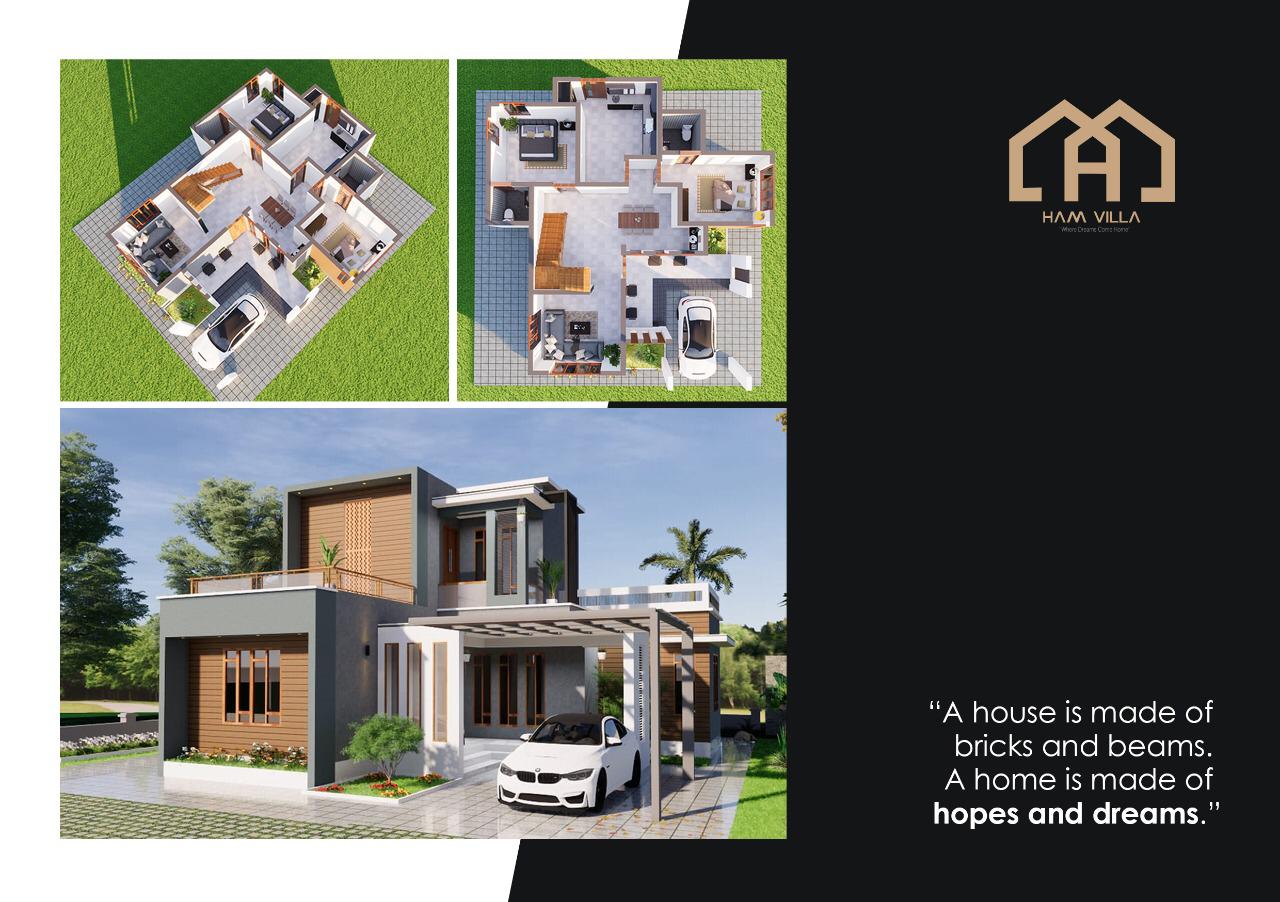 HAM VILLA
"Where Dreams Come Home"
“A house is made of
bricks and beams.
A home is made of
hopes and dreams.”